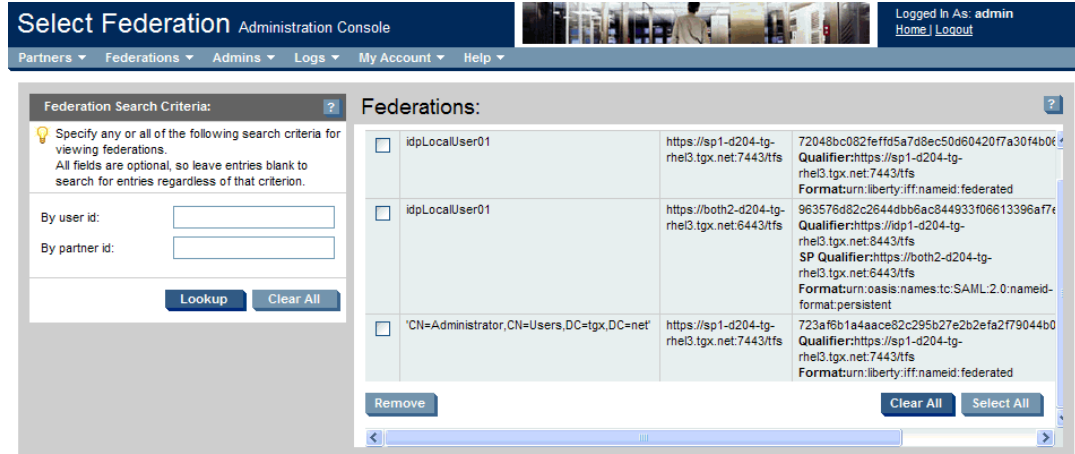 Select Federation Administration Console
Logged In As: admin
Home | Logout
Partners Federations Admins Logs My Account Help
Federation Search Criteria: ?
Specify any or all of the following search criteria for
viewing federations.
All fields are optional, so leave entries blank to
search for entries regardless of that criterion.
By user id:
By partner id:
Lookup Clear All
Federations: ?
idpLocalUser01 https://sp1-d204-tg- 72048bc082feffd5a7d8ec50d60420f7a30f4b06
rhel3.tgx.net:7443/tfs Qualifier:https://sp1-d204-tg-
rhel3.tgx.net:7443/tfs
Format:urn:liberty:iff:nameid:federated
idpLocalUser01 https://both2-d204-tg- 963576d82c2644dbb6ac844933f06613396af7e
rhel3.tgx.net:6443/tfs Qualifier:https://idp1-d204-tg-
rhel3.tgx.net:8443/tfs
SP Qualifier:https://both2-d204-tg-
rhel3.tgx.net:6443/tfs
Format:urn:oasis:names:tc:SAML:2.0:nameid-
format:persistent
'CN=Administrator,CN=Users,DC=tgx,DC=net' https://sp1-d204-tg- 723af6b1a4aace82c295b27e2b2efa2f79044b0
rhel3.tgx.net:7443/tfs Qualifier:https://sp1-d204-tg-
rhel3.tgx.net:7443/tfs
Format:urn:liberty:iff:nameid:federated
Remove Clear All Select All